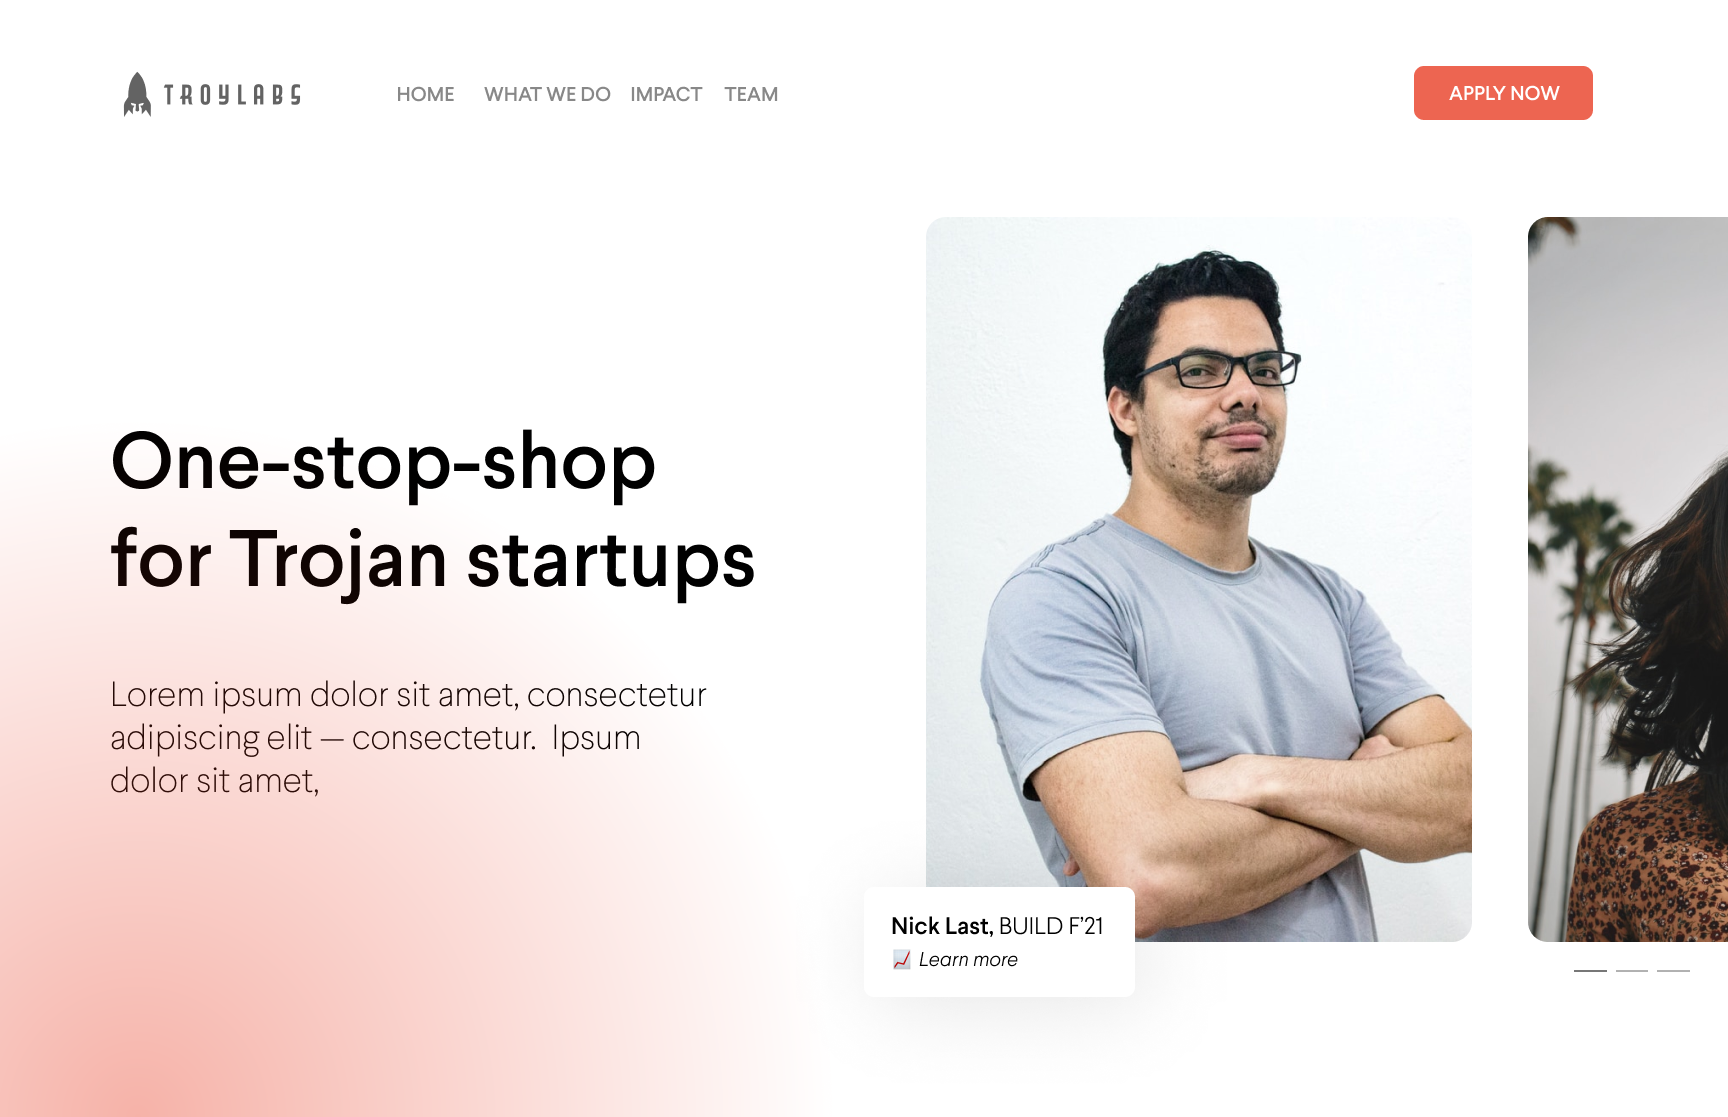 TROYLABS
HOME WHAT WE DO IMPACT TEAM
APPLY NOW
One-stop-shop
for Trojan startups
Lorem ipsum dolor sit amet, consectetur
adipiscing elit — consectetur.  Ipsum
dolor sit amet,
Nick Last, BUILD F’21
Learn more